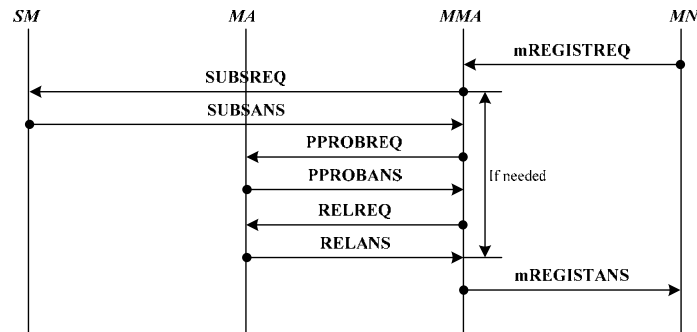 SM MA MMA MN
mREGISTREQ
SUBSREQ
SUBSANS
PPROBREQ
PPROBANS
If needed
RELREQ
RELANS
mREGISTANS